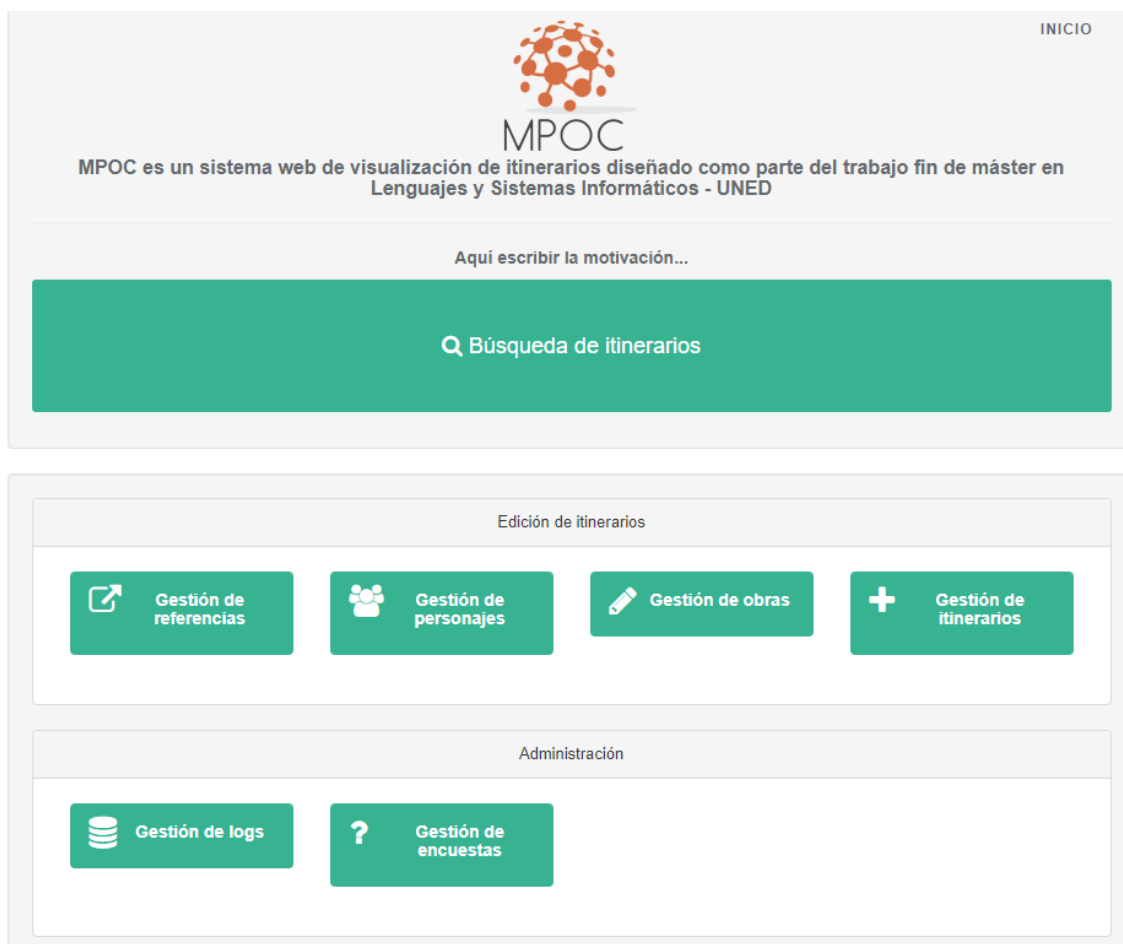 INICIO
MPOC
MPOC es un sistema web de visualización de itinerarios diseñado como parte del trabajo fin de máster en
Lenguajes y Sistemas Informáticos - UNED
Aquí escribir la motivación...
Búsqueda de itinerarios
Edición de itinerarios
Gestión de
referencias
Gestión de
personajes
Gestión de obras
Gestión de
itinerarios
Administración
Gestión de logs
Gestión de
encuestas